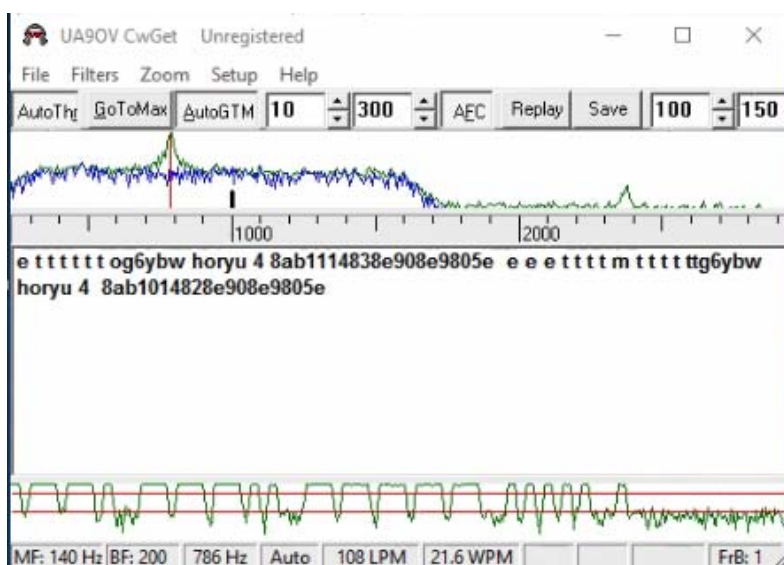 UA9OV CwGet Unregistered
File Filters Zoom Setup Help
AutoThr GoToMax AutoGTM 10 300 AFC Replay Save 100 150
1000 2000
e t t t t t t og6ybw horyu 4 8ab1114838e908e9805e e e e t t t t m t t t t ttg6ybw
horyu 4 8ab1014828e908e9805e
MF: 140 Hz BF: 200 786 Hz Auto 108 LPM 21.6 WPM FrB: 1